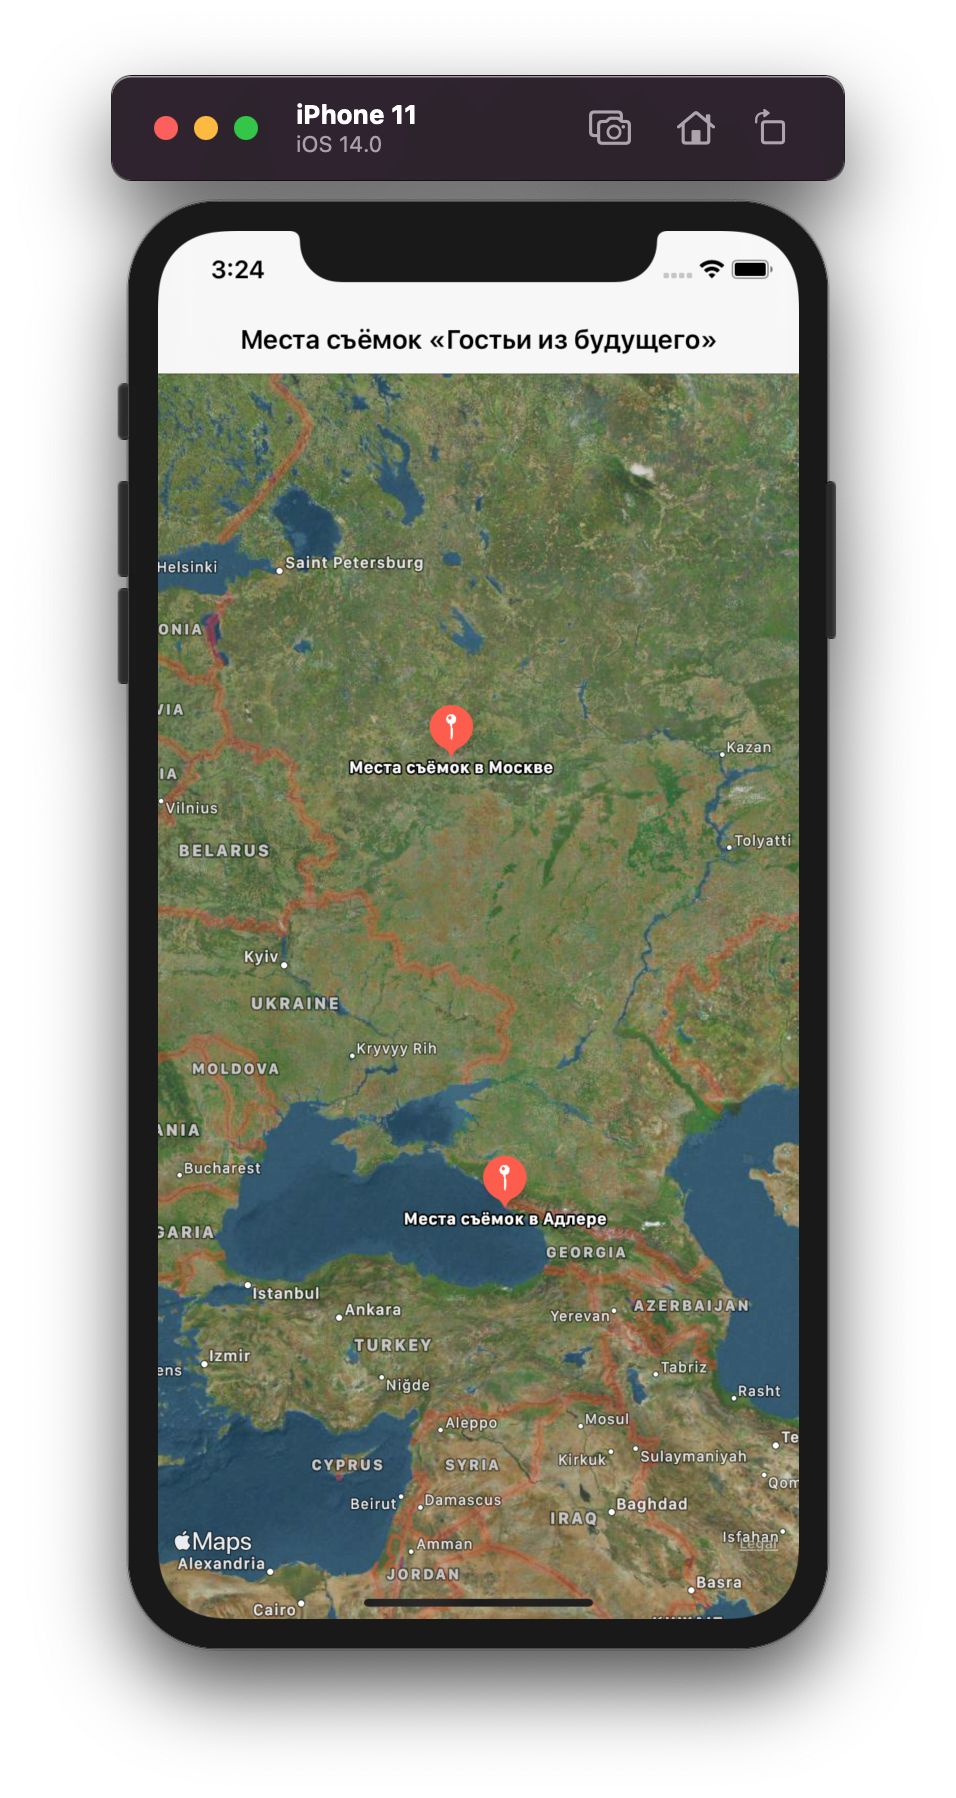 iPhone 11
iOS 14.0
3:24
Места съёмок «Гостьи из будущего»
Helsinki
Saint Petersburg
ONIA
VIA
Места съёмок в Москве
Kazan
IA
Vilnius
BELARUS
Tolyatti
Kyiv
UKRAINE
Kryvyy Rih
MOLDOVA
ANIA
Bucharest
Места съёмок в Адлере
GARIA
GEORGIA
Istanbul
Ankara
Yerevan
AZERBAIJAN
TURKEY
Izmir
ens
Tabriz
Niğde
Rasht
Aleppo
Mosul
Te
CYPRUS
SYRIA
Kirkuk
Sulaymaniyah
Qom
Beirut
Damascus
Baghdad
IRAQ
Isfahan
Maps
Legal
Amman
Alexandria
JORDAN
Basra
Cairo